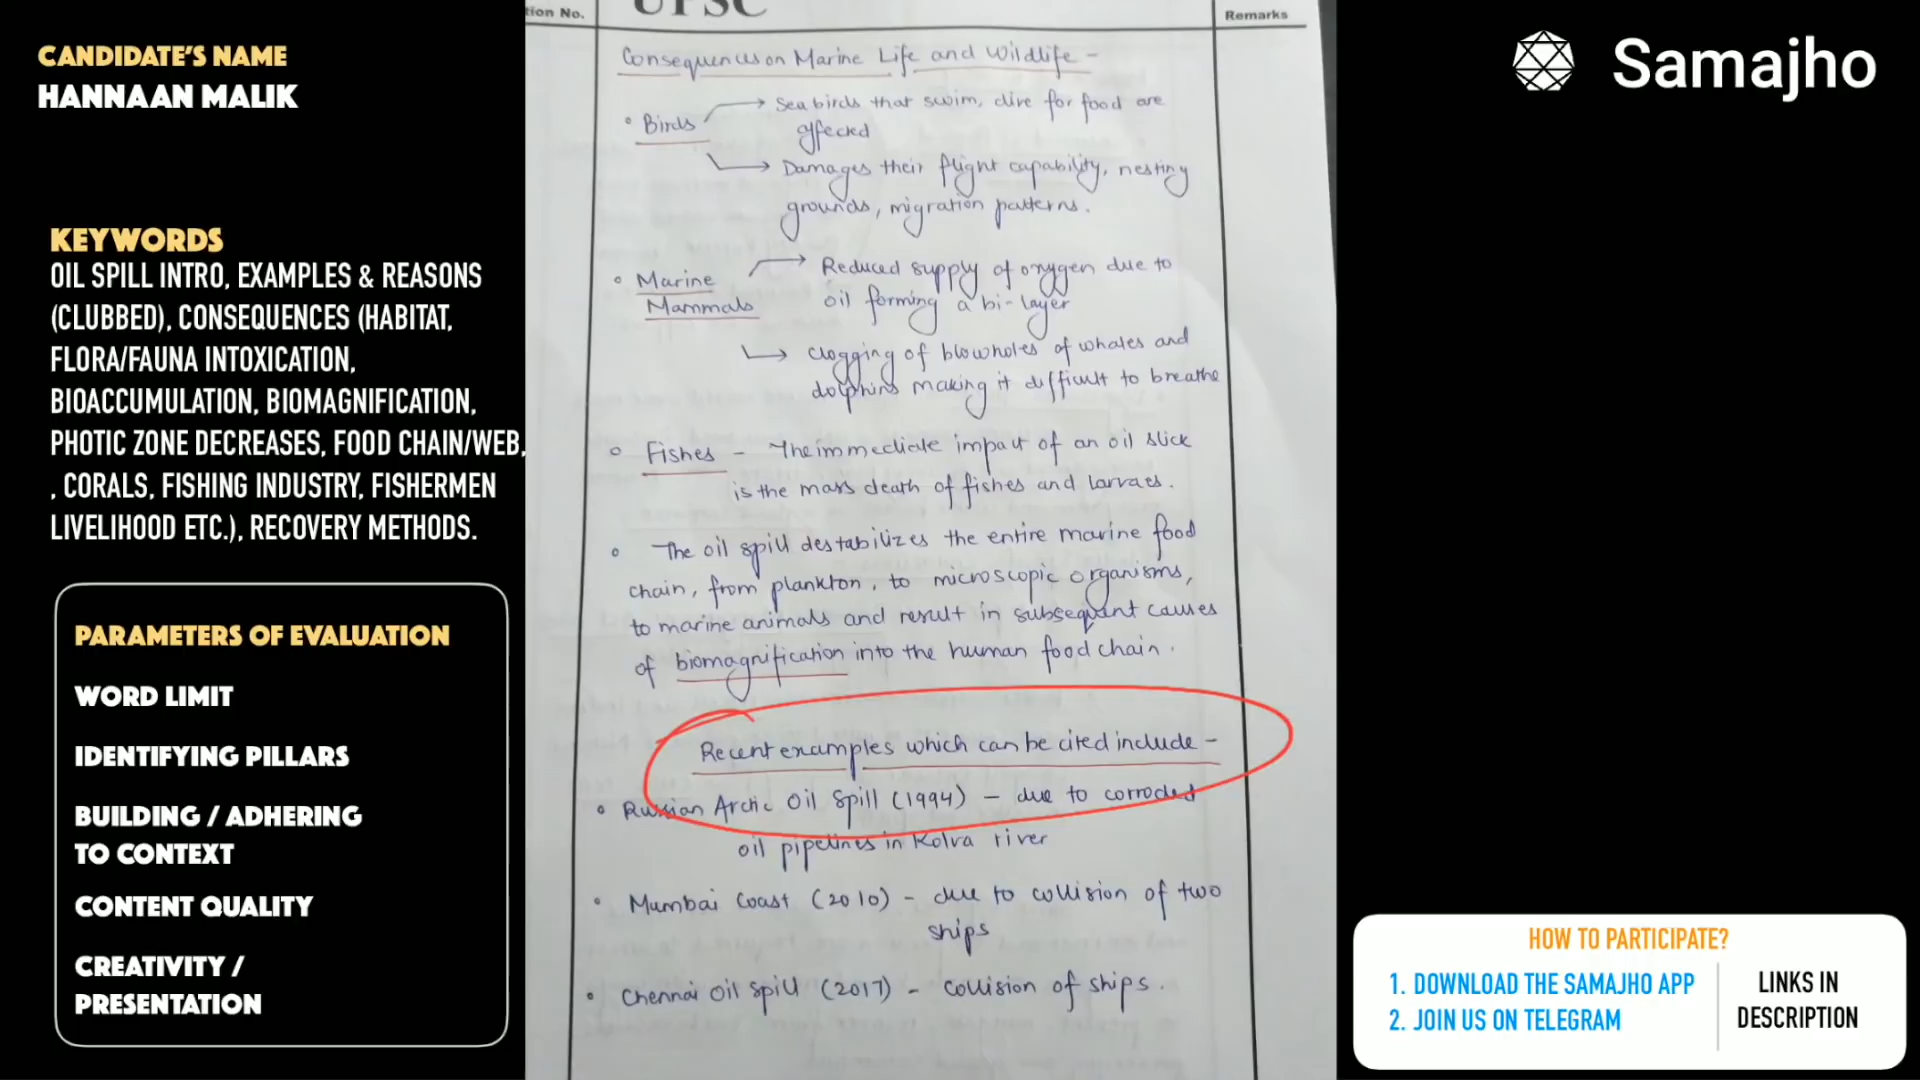 CANDIDATE'S NAME
HANNAAN MALIK
KEYWORDS
OIL SPILL INTRO, EXAMPLES & REASONS
(CLUBBED), CONSEQUENCES (HABITAT,
FLORA/FAUNA INTOXICATION,
BIOACCUMULATION, BIOMAGNIFICATION,
PHOTIC ZONE DECREASES, FOOD CHAIN/WEB,
, CORALS, FISHING INDUSTRY, FISHERMEN
LIVELIHOOD ETC.), RECOVERY METHODS.
PARAMETERS OF EVALUATION
WORD LIMIT
IDENTIFYING PILLARS
BUILDING / ADHERING
TO CONTEXT
CONTENT QUALITY
CREATIVITY /
PRESENTATION
tion No.
UPSC
Remarks
Consequences on Marine Life and Wildlife -
• Birds → Sea birds that swim, dive for food are
affected
→ Damages their flight capability, nesting
grounds, migration patterns.
• Marine → Reduced supply of oxygen due to
Mammals oil forming a bi-layer
→ Clogging of blowholes of whales and
dolphins making it difficult to breathe
• Fishes - The immediate impact of an oil slick
is the mass death of fishes and larvaes.
• The oil spill destabilizes the entire marine food
chain, from plankton, to microscopic organisms,
to marine animals and result in subsequent causes
of biomagnification into the human food chain.
Recent examples which can be cited include -
• Russian Arctic Oil Spill (1994) - due to corroded
oil pipelines in Kolva river
• Mumbai Coast (2010) - due to collision of two
ships
• Chennai Oil Spill (2017) - Collision of ships.
Samajho
HOW TO PARTICIPATE?
1. DOWNLOAD THE SAMAJHO APP
2. JOIN US ON TELEGRAM
LINKS IN
DESCRIPTION